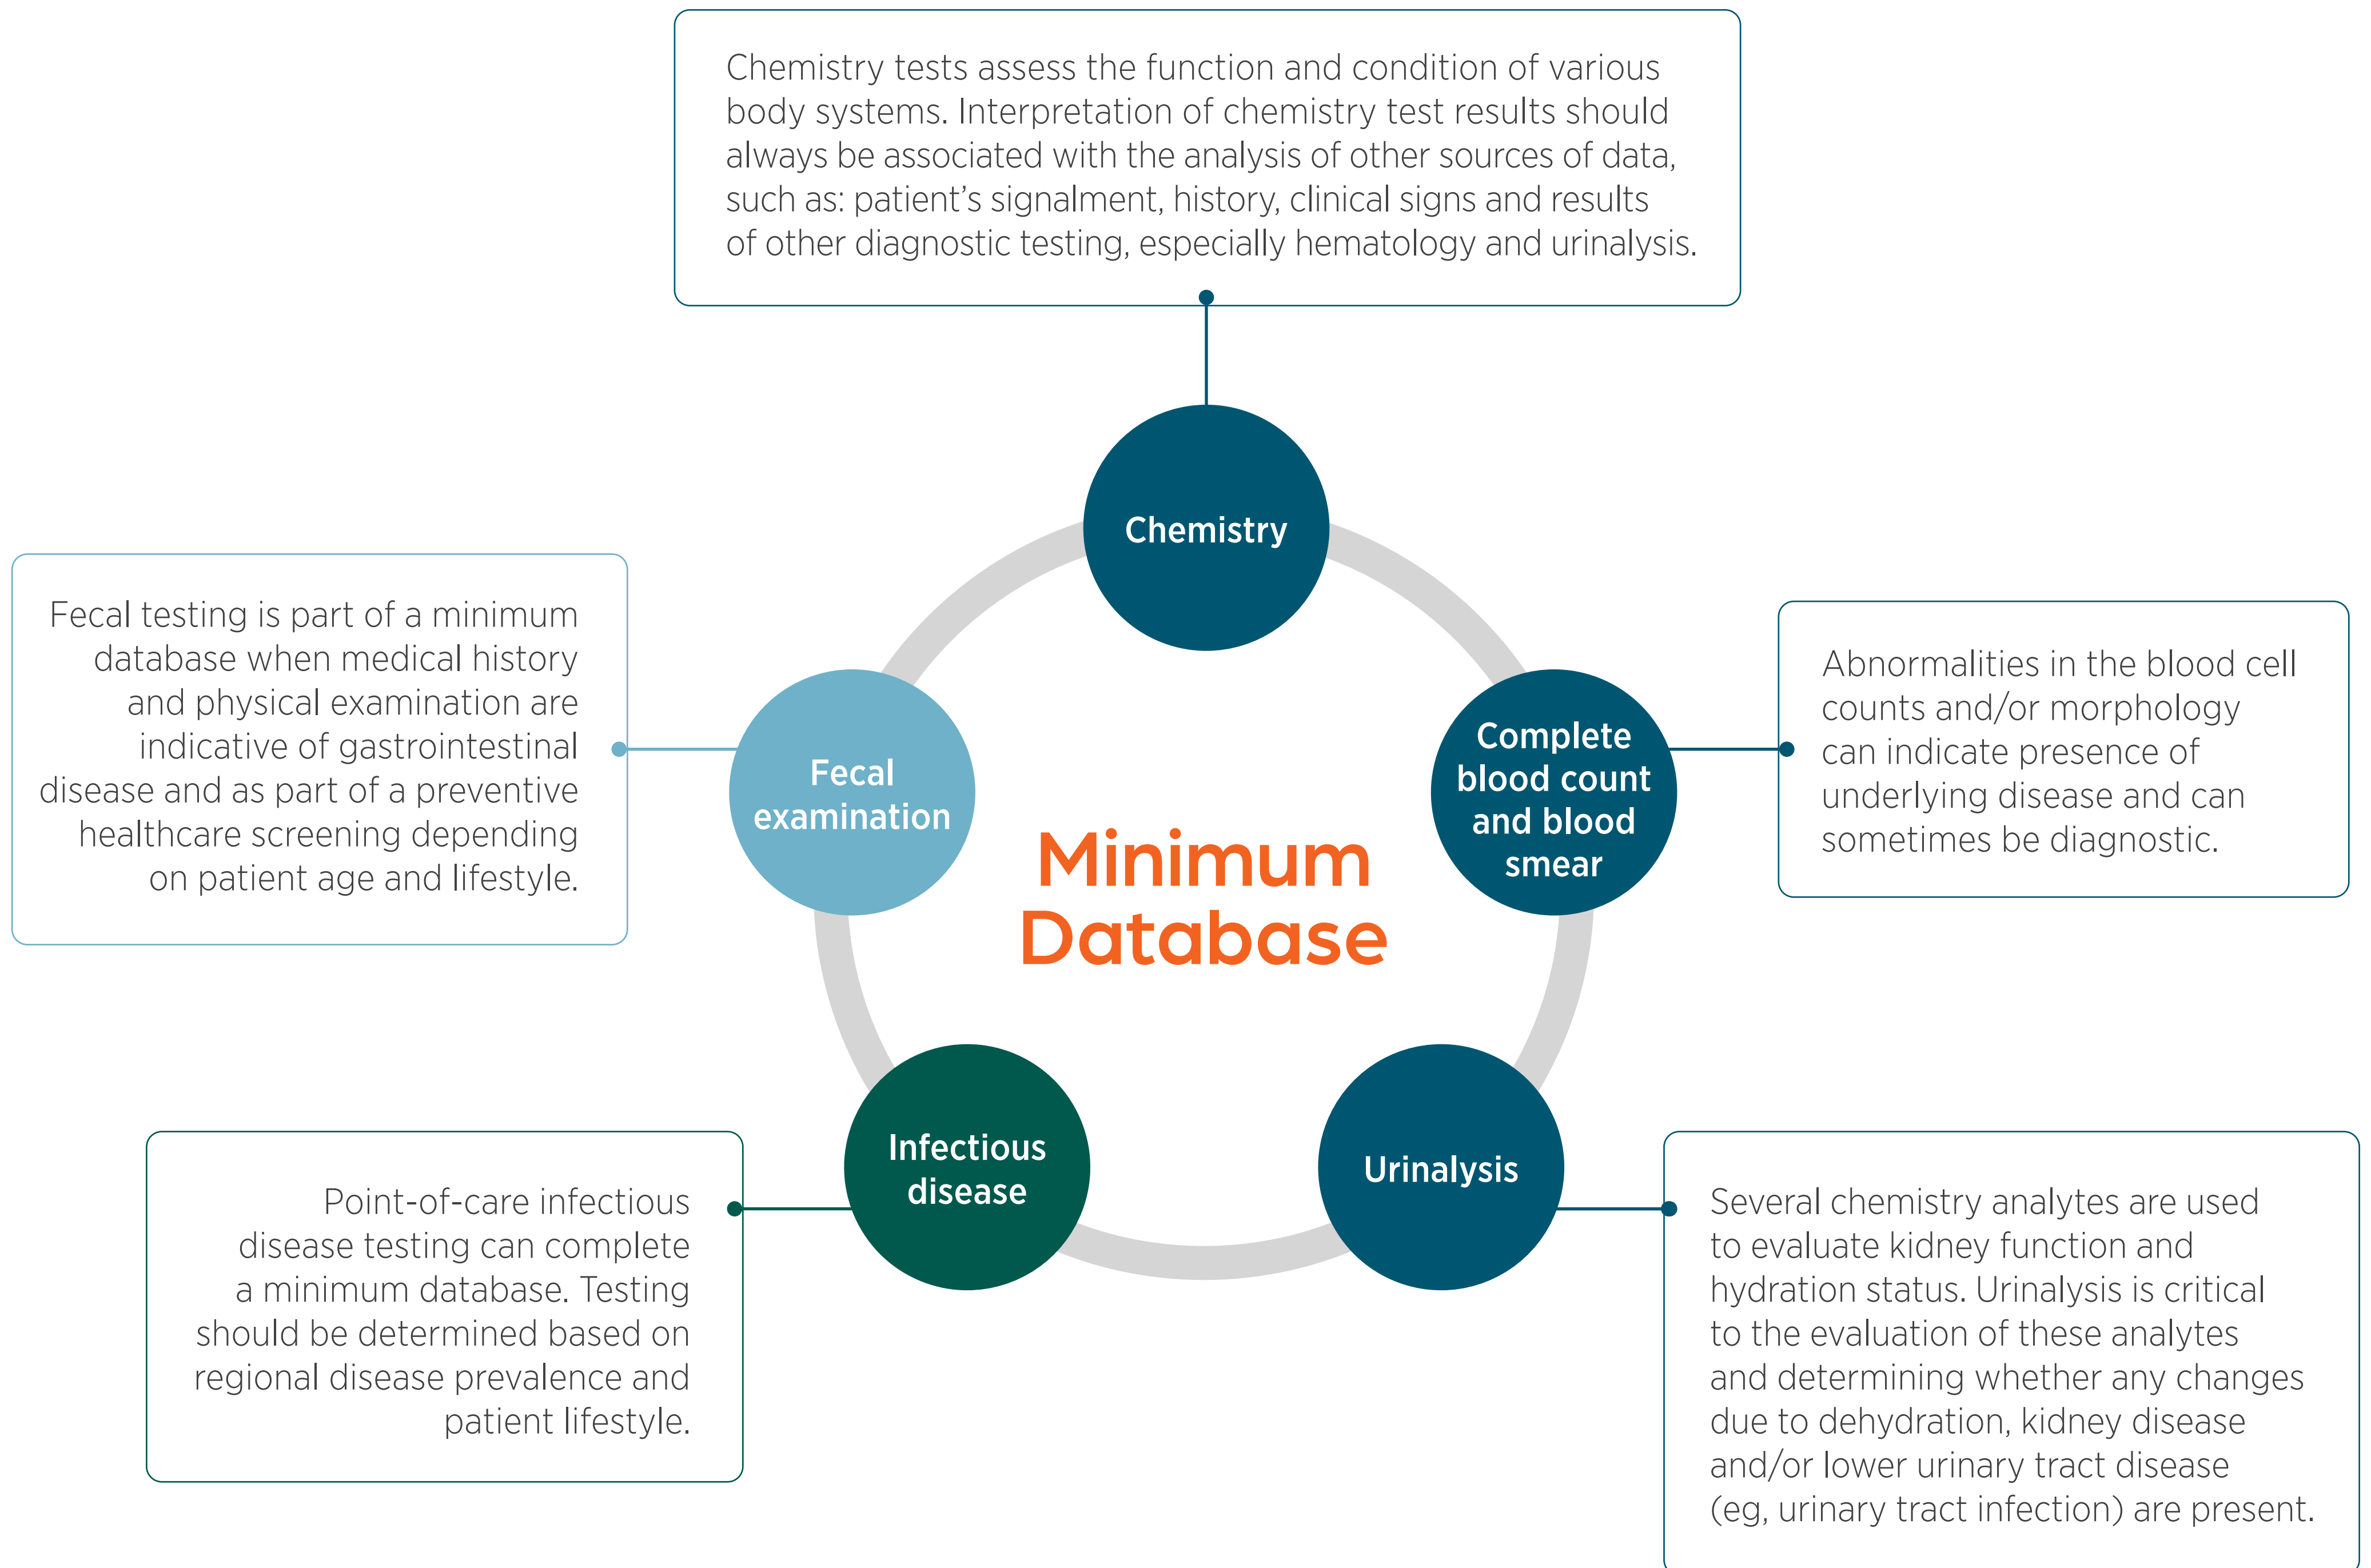 Chemistry tests assess the function and condition of various
body systems. Interpretation of chemistry test results should
always be associated with the analysis of other sources of data,
such as: patient’s signalment, history, clinical signs and results
of other diagnostic testing, especially hematology and urinalysis.
Chemistry
Fecal testing is part of a minimum
database when medical history
and physical examination are
indicative of gastrointestinal
disease and as part of a preventive
healthcare screening depending
on patient age and lifestyle.
Fecal
examination
Minimum
Database
Complete
blood count
and blood
smear
Abnormalities in the blood cell
counts and/or morphology
can indicate presence of
underlying disease and can
sometimes be diagnostic.
Point-of-care infectious
disease testing can complete
a minimum database. Testing
should be determined based on
regional disease prevalence and
patient lifestyle.
Infectious
disease
Urinalysis
Several chemistry analytes are used
to evaluate kidney function and
hydration status. Urinalysis is critical
to the evaluation of these analytes
and determining whether any changes
due to dehydration, kidney disease
and/or lower urinary tract disease
(eg, urinary tract infection) are present.